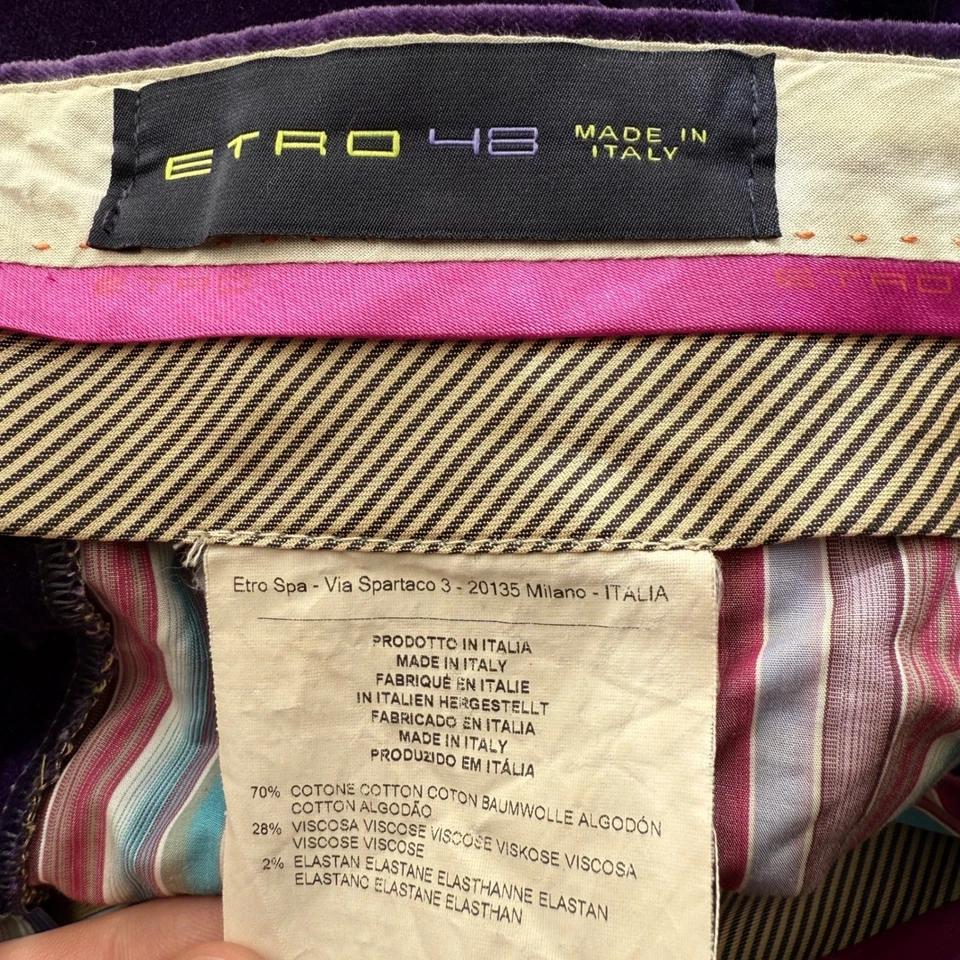 ETRO 48 MADE IN
ITALY
ETRO ETRO
Etro Spa - Via Spartaco 3 - 20135 Milano - ITALIA
PRODOTTO IN ITALIA
MADE IN ITALY
FABRIQUÉ EN ITALIE
IN ITALIEN HERGESTELLT
FABRICADO EN ITALIA
MADE IN ITALY
PRODUZIDO EM ITÁLIA
70% COTONE COTTON COTON BAUMWOLLE ALGODÓN
COTTON ALGODÃO
28% VISCOSA VISCOSE VISCOSE VISKOSE VISCOSA
VISCOSE VISCOSE
2% ELASTAN ELASTANE ELASTHANNE ELASTAN
ELASTANO ELASTANE ELASTHAN